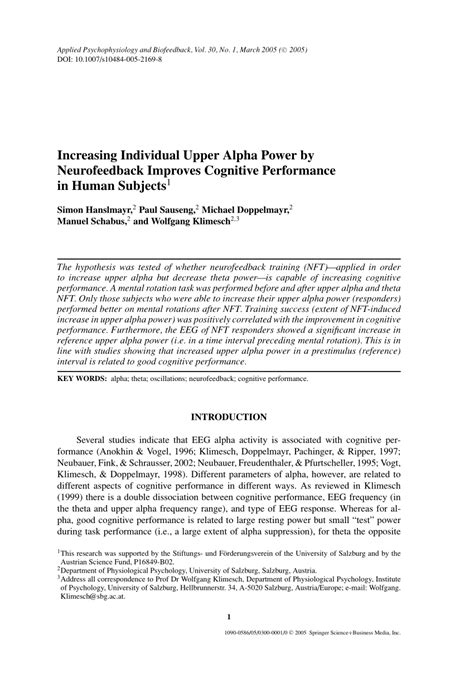 Applied Psychophysiology and Biofeedback, Vol. 30, No. 1, March 2005 (© 2005)
DOI: 10.1007/s10484-005-2169-8
Increasing Individual Upper Alpha Power by
Neurofeedback Improves Cognitive Performance
in Human Subjects1
Simon Hanslmayr,2 Paul Sauseng,2 Michael Doppelmayr,2
Manuel Schabus,2 and Wolfgang Klimesch2,3
The hypothesis was tested of whether neurofeedback training (NFT)—applied in order
to increase upper alpha but decrease theta power—is capable of increasing cognitive
performance. A mental rotation task was performed before and after upper alpha and theta
NFT. Only those subjects who were able to increase their upper alpha power (responders)
performed better on mental rotations after NFT. Training success (extent of NFT-induced
increase in upper alpha power) was positively correlated with the improvement in cognitive
performance. Furthermore, the EEG of NFT responders showed a significant increase in
reference upper alpha power (i.e. in a time interval preceding mental rotation). This is in
line with studies showing that increased upper alpha power in a prestimulus (reference)
interval is related to good cognitive performance.
KEY WORDS: alpha; theta; oscillations; neurofeedback; cognitive performance.
INTRODUCTION
Several studies indicate that EEG alpha activity is associated with cognitive per-
formance (Anokhin & Vogel, 1996; Klimesch, Doppelmayr, Pachinger, & Ripper, 1997;
Neubauer, Fink, & Schrausser, 2002; Neubauer, Freudenthaler, & Pfurtscheller, 1995; Vogt,
Klimesch, & Doppelmayr, 1998). Different parameters of alpha, however, are related to
different aspects of cognitive performance in different ways. As reviewed in Klimesch
(1999) there is a double dissociation between cognitive performance, EEG frequency (in
the theta and upper alpha frequency range), and type of EEG response. Whereas for al-
pha, good cognitive performance is related to large resting power but small “test” power
during task performance (i.e., a large extent of alpha suppression), for theta the opposite
1This research was supported by the Stiftungs- und Förderungsverein of the University of Salzburg and by the
Austrian Science Fund, P16849-B02.
2Department of Physiological Psychology, University of Salzburg, Salzburg, Austria.
3Address all correspondence to Prof Dr Wolfgang Klimesch, Department of Physiological Psychology, Institute
of Psychology, University of Salzburg, Hellbrunnerstr. 34, A-5020 Salzburg, Austria/Europe; e-mail: Wolfgang.
Klimesch@sbg.ac.at.
1
1090-0586/05/0300-0001/0 © 2005 Springer Science+Business Media, Inc.